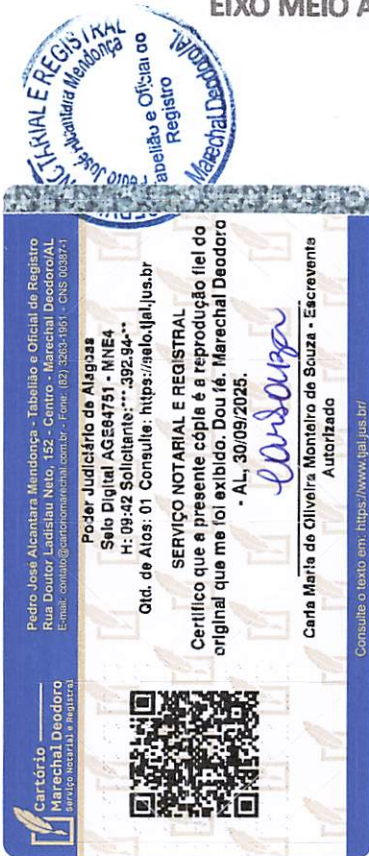 EIXO MEIO A
NOTARIAL E REGISTRAL
Pedro José Alcantara Mendonça
Tabelião e Oficial do
Registro
Marechal Deodoro/AL
Cartório
Marechal Deodoro
Serviço Notarial e Registral
Pedro José Alcantara Mendonça - Tabelião e Oficial de Registro
Rua Doutor Ladislau Neto, 152 - Centro - Marechal Deodoro/AL
E-mail: contato@cartoriomarechal.com.br - Fone: (82) 3263-1951 - CNS 00387-1
Poder Judiciário de Alagoas
Selo Digital AGE84751 - MNE4
H: 09:42 Solicitante:***.392.94-**
Qtd. de Atos: 01 Consulte: https://selo.tjal.jus.br
SERVIÇO NOTARIAL E REGISTRAL
Certifico que a presente cópia é a reprodução fiel do
original que me foi exibido. Dou fé. Marechal Deodoro
- AL, 30/09/2025.
Carla Maria de Oliveira Monteiro de Souza - Escrevente
Autorizado
Consulte o texto em: https://www.tjal.jus.br/